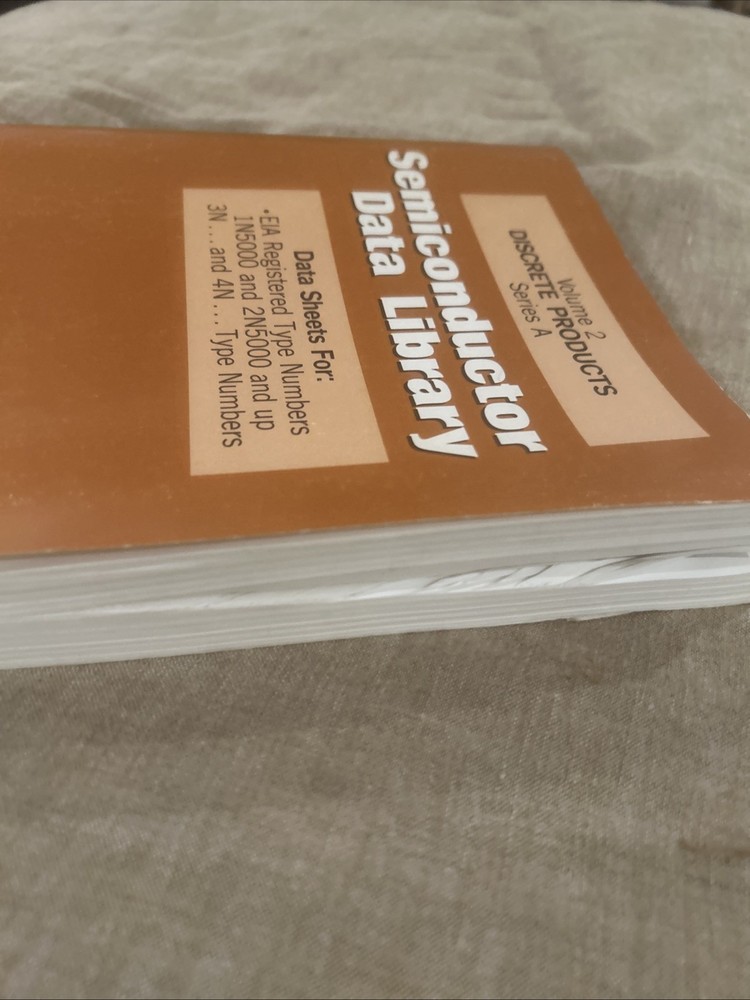 Volume 2
DISCRETE PRODUCTS
Series A
Semiconductor
Data Library
Data Sheets For:
•EIA Registered Type Numbers
1N5000 and 2N5000 and up
3N ... and 4N ... Type Numbers